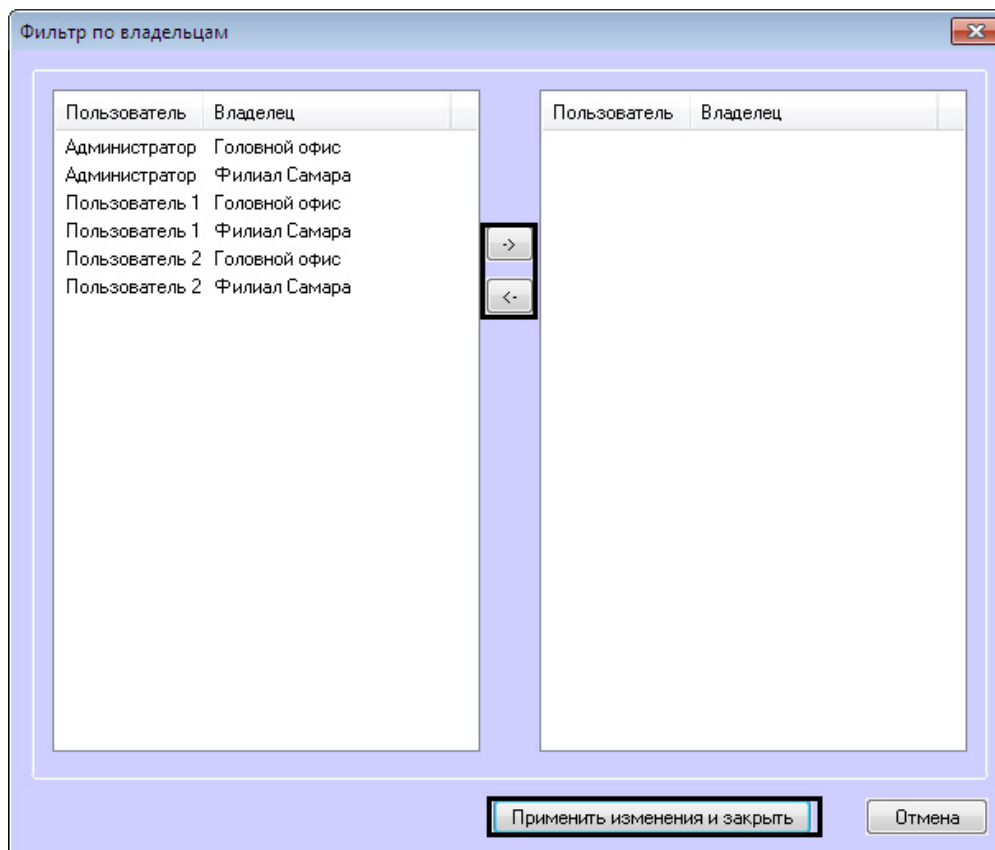 Фильтр по владельцам
Пользователь Владелец
Администратор Головной офис
Администратор Филиал Самара
Пользователь 1 Головной офис
Пользователь 1 Филиал Самара
Пользователь 2 Головной офис
Пользователь 2 Филиал Самара
->
<-
Пользователь Владелец
Применить изменения и закрыть Отмена